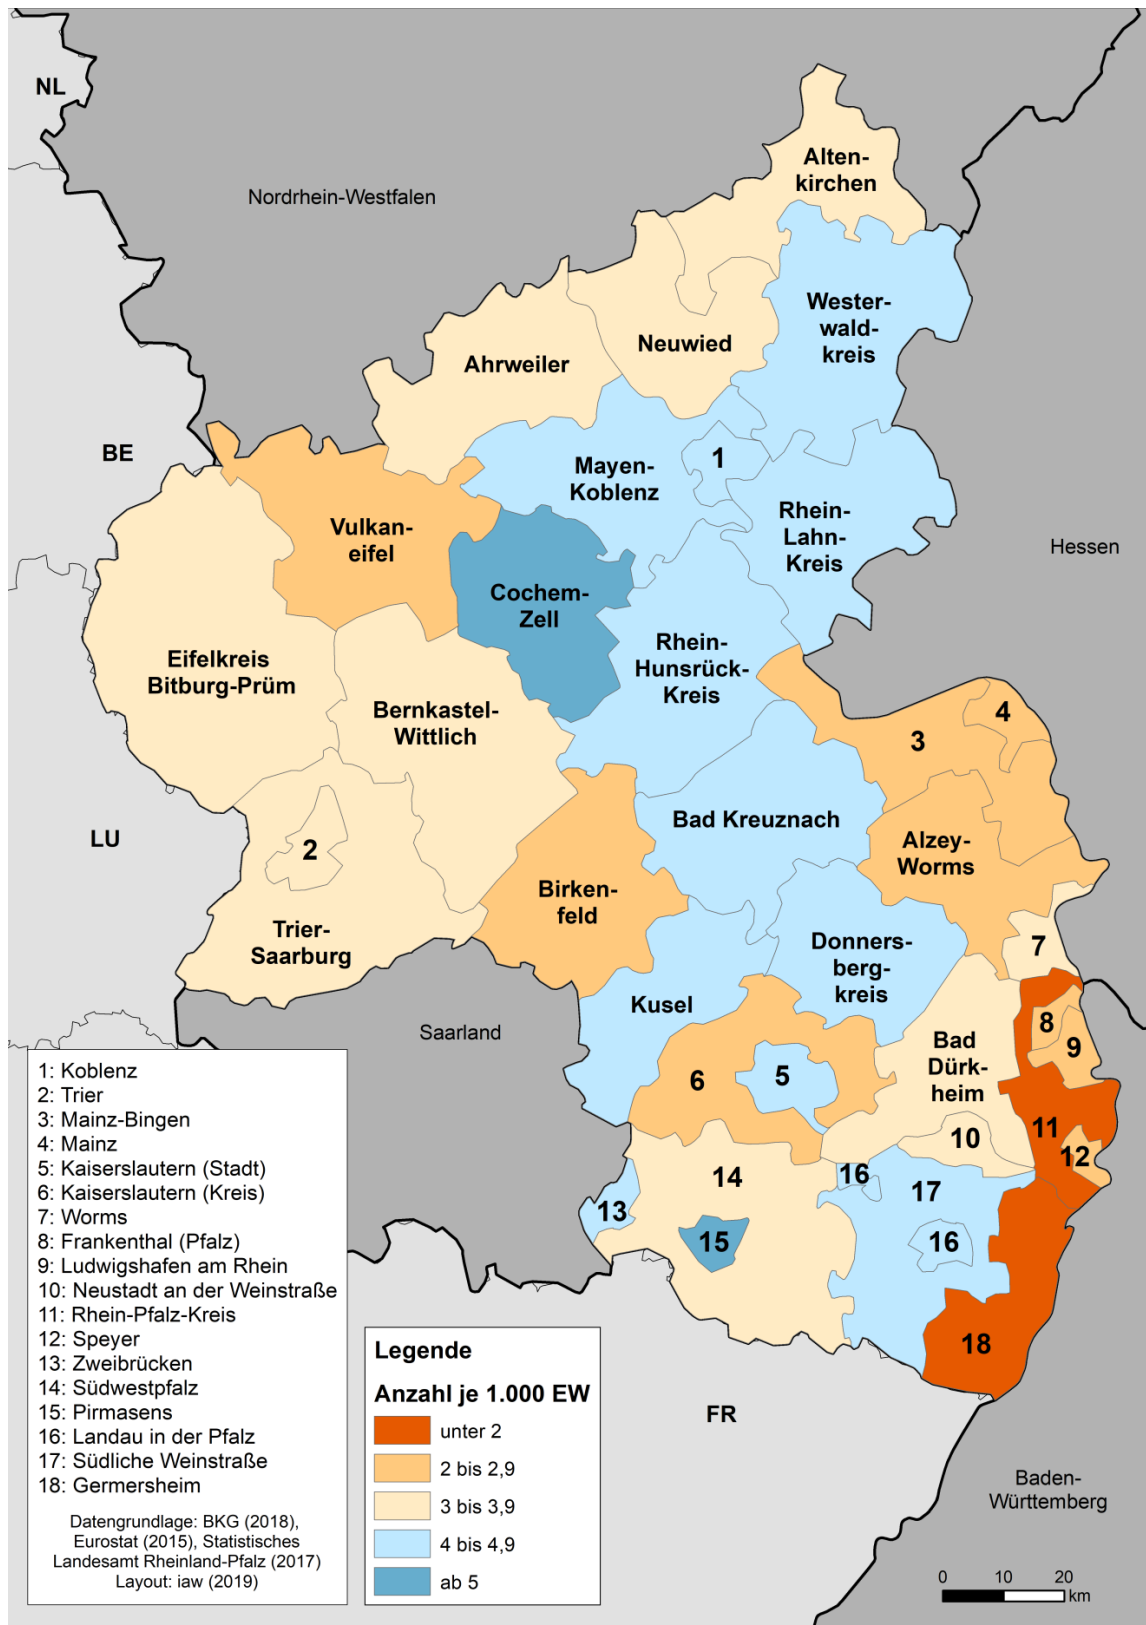 NL
Nordrhein-Westfalen
Alten-
kirchen
Wester-
wald-
kreis
Neuwied
Ahrweiler
BE
Mayen-
Koblenz
1
Rhein-
Lahn-
Kreis
Hessen
Vulkan-
eifel
Cochem-
Zell
Eifelkreis
Bitburg-Prüm
Rhein-
Hunsrück-
Kreis
Bernkastel-
Wittlich
3
4
LU
2
Bad Kreuznach
Alzey-
Worms
Birken-
feld
Trier-
Saarburg
Donners-
berg-
kreis
7
Kusel
Saarland
8
9
Bad
Dürk-
heim
6
5
11
10
12
14
16
17
13
15
16
18
FR
Baden-
Württemberg
1: Koblenz
2: Trier
3: Mainz-Bingen
4: Mainz
5: Kaiserslautern (Stadt)
6: Kaiserslautern (Kreis)
7: Worms
8: Frankenthal (Pfalz)
9: Ludwigshafen am Rhein
10: Neustadt an der Weinstraße
11: Rhein-Pfalz-Kreis
12: Speyer
13: Zweibrücken
14: Südwestpfalz
15: Pirmasens
16: Landau in der Pfalz
17: Südliche Weinstraße
18: Germersheim
Datengrundlage: BKG (2018),
Eurostat (2015), Statistisches
Landesamt Rheinland-Pfalz (2017)
Layout: iaw (2019)
Legende
Anzahl je 1.000 EW
unter 2
2 bis 2,9
3 bis 3,9
4 bis 4,9
ab 5
0 10 20
km